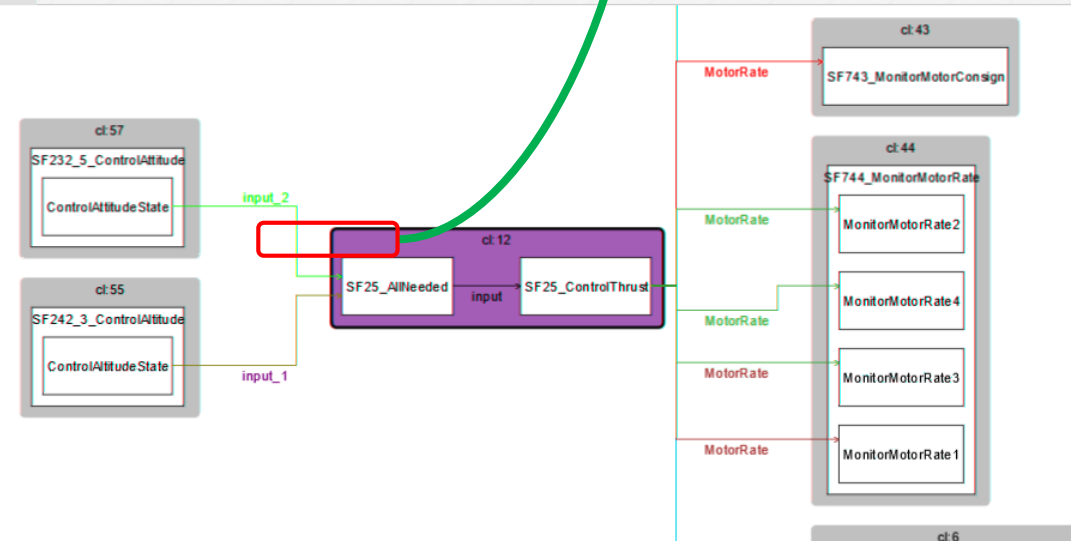 cl:57
SF232_5_ControlAttitude
ControlAttitudeState
cl:55
SF242_3_ControlAltitude
ControlAltitudeState
input_2
input_1
cl:12
SF25_AllNeeded
input
SF25_ControlThrust
MotorRate
MotorRate
MotorRate
MotorRate
MotorRate
cl:43
SF743_MonitorMotorConsign
cl:44
SF744_MonitorMotorRate
MonitorMotorRate2
MonitorMotorRate4
MonitorMotorRate3
MonitorMotorRate1
cl:6